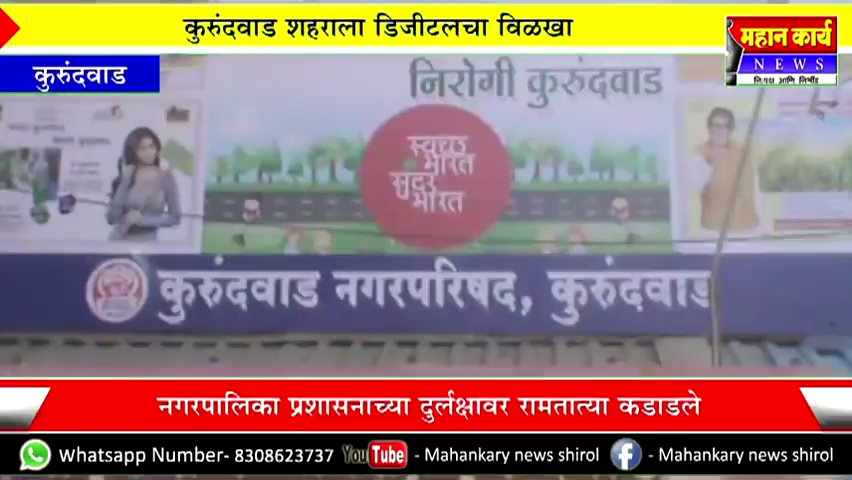 कुरुंदवाड शहराला डिजीटलचा विळखा
महान कार्य
NEWS
कुरुंदवाड
निरोगी कुरुंदवाड
स्वच्छ
भारत
सुंदर
भारत
कुरुंदवाड नगरपरिषद, कुरुंदवाड
नगरपालिका प्रशासनाच्या दुर्लक्षावर रामतात्या कडाडले
Whatsapp Number- 8308623737 YouTube - Mahankary news shirol - Mahankary news shirol